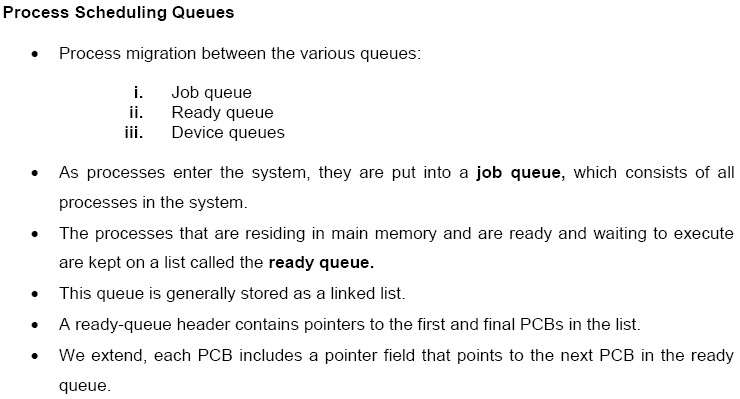 Process Scheduling Queues
• Process migration between the various queues:
i. Job queue
ii. Ready queue
iii. Device queues
• As processes enter the system, they are put into a job queue, which consists of all
processes in the system.
• The processes that are residing in main memory and are ready and waiting to execute
are kept on a list called the ready queue.
• This queue is generally stored as a linked list.
• A ready-queue header contains pointers to the first and final PCBs in the list.
• We extend, each PCB includes a pointer field that points to the next PCB in the ready
queue.